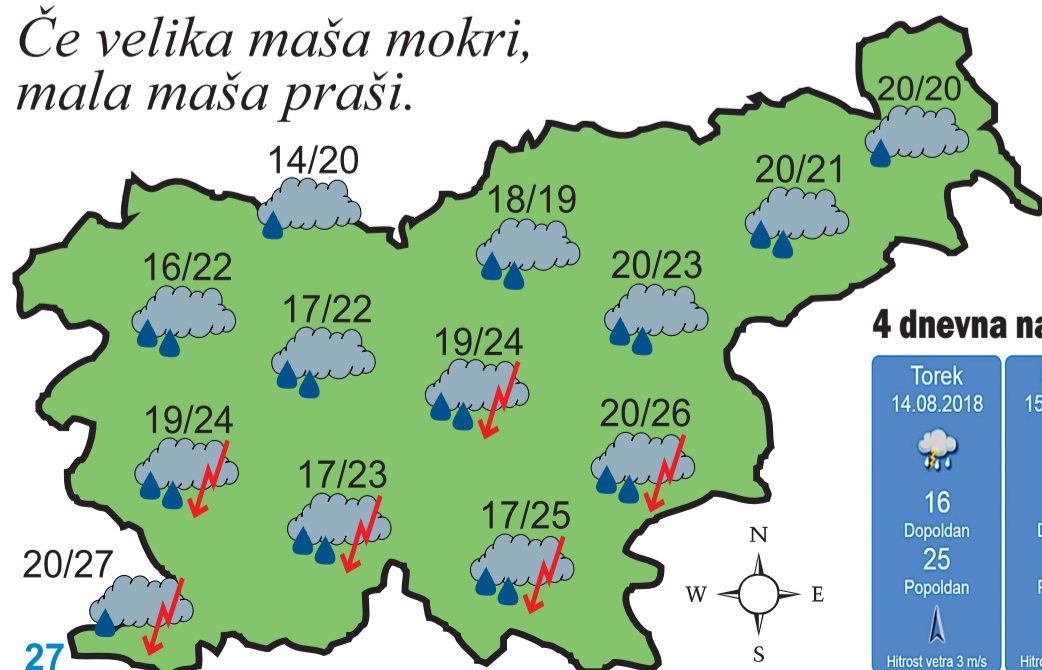 Če velika maša mokri,
mala maša praši.
20/20
14/20
20/21
18/19
16/22
20/23
17/22
19/24
19/24
20/26
17/23
17/25
20/27
27
N
W E
S
4 dnevna
Torek
14.08.2018
16
Dopoldan
25
Popoldan
Hitrost vetra 3 m/s